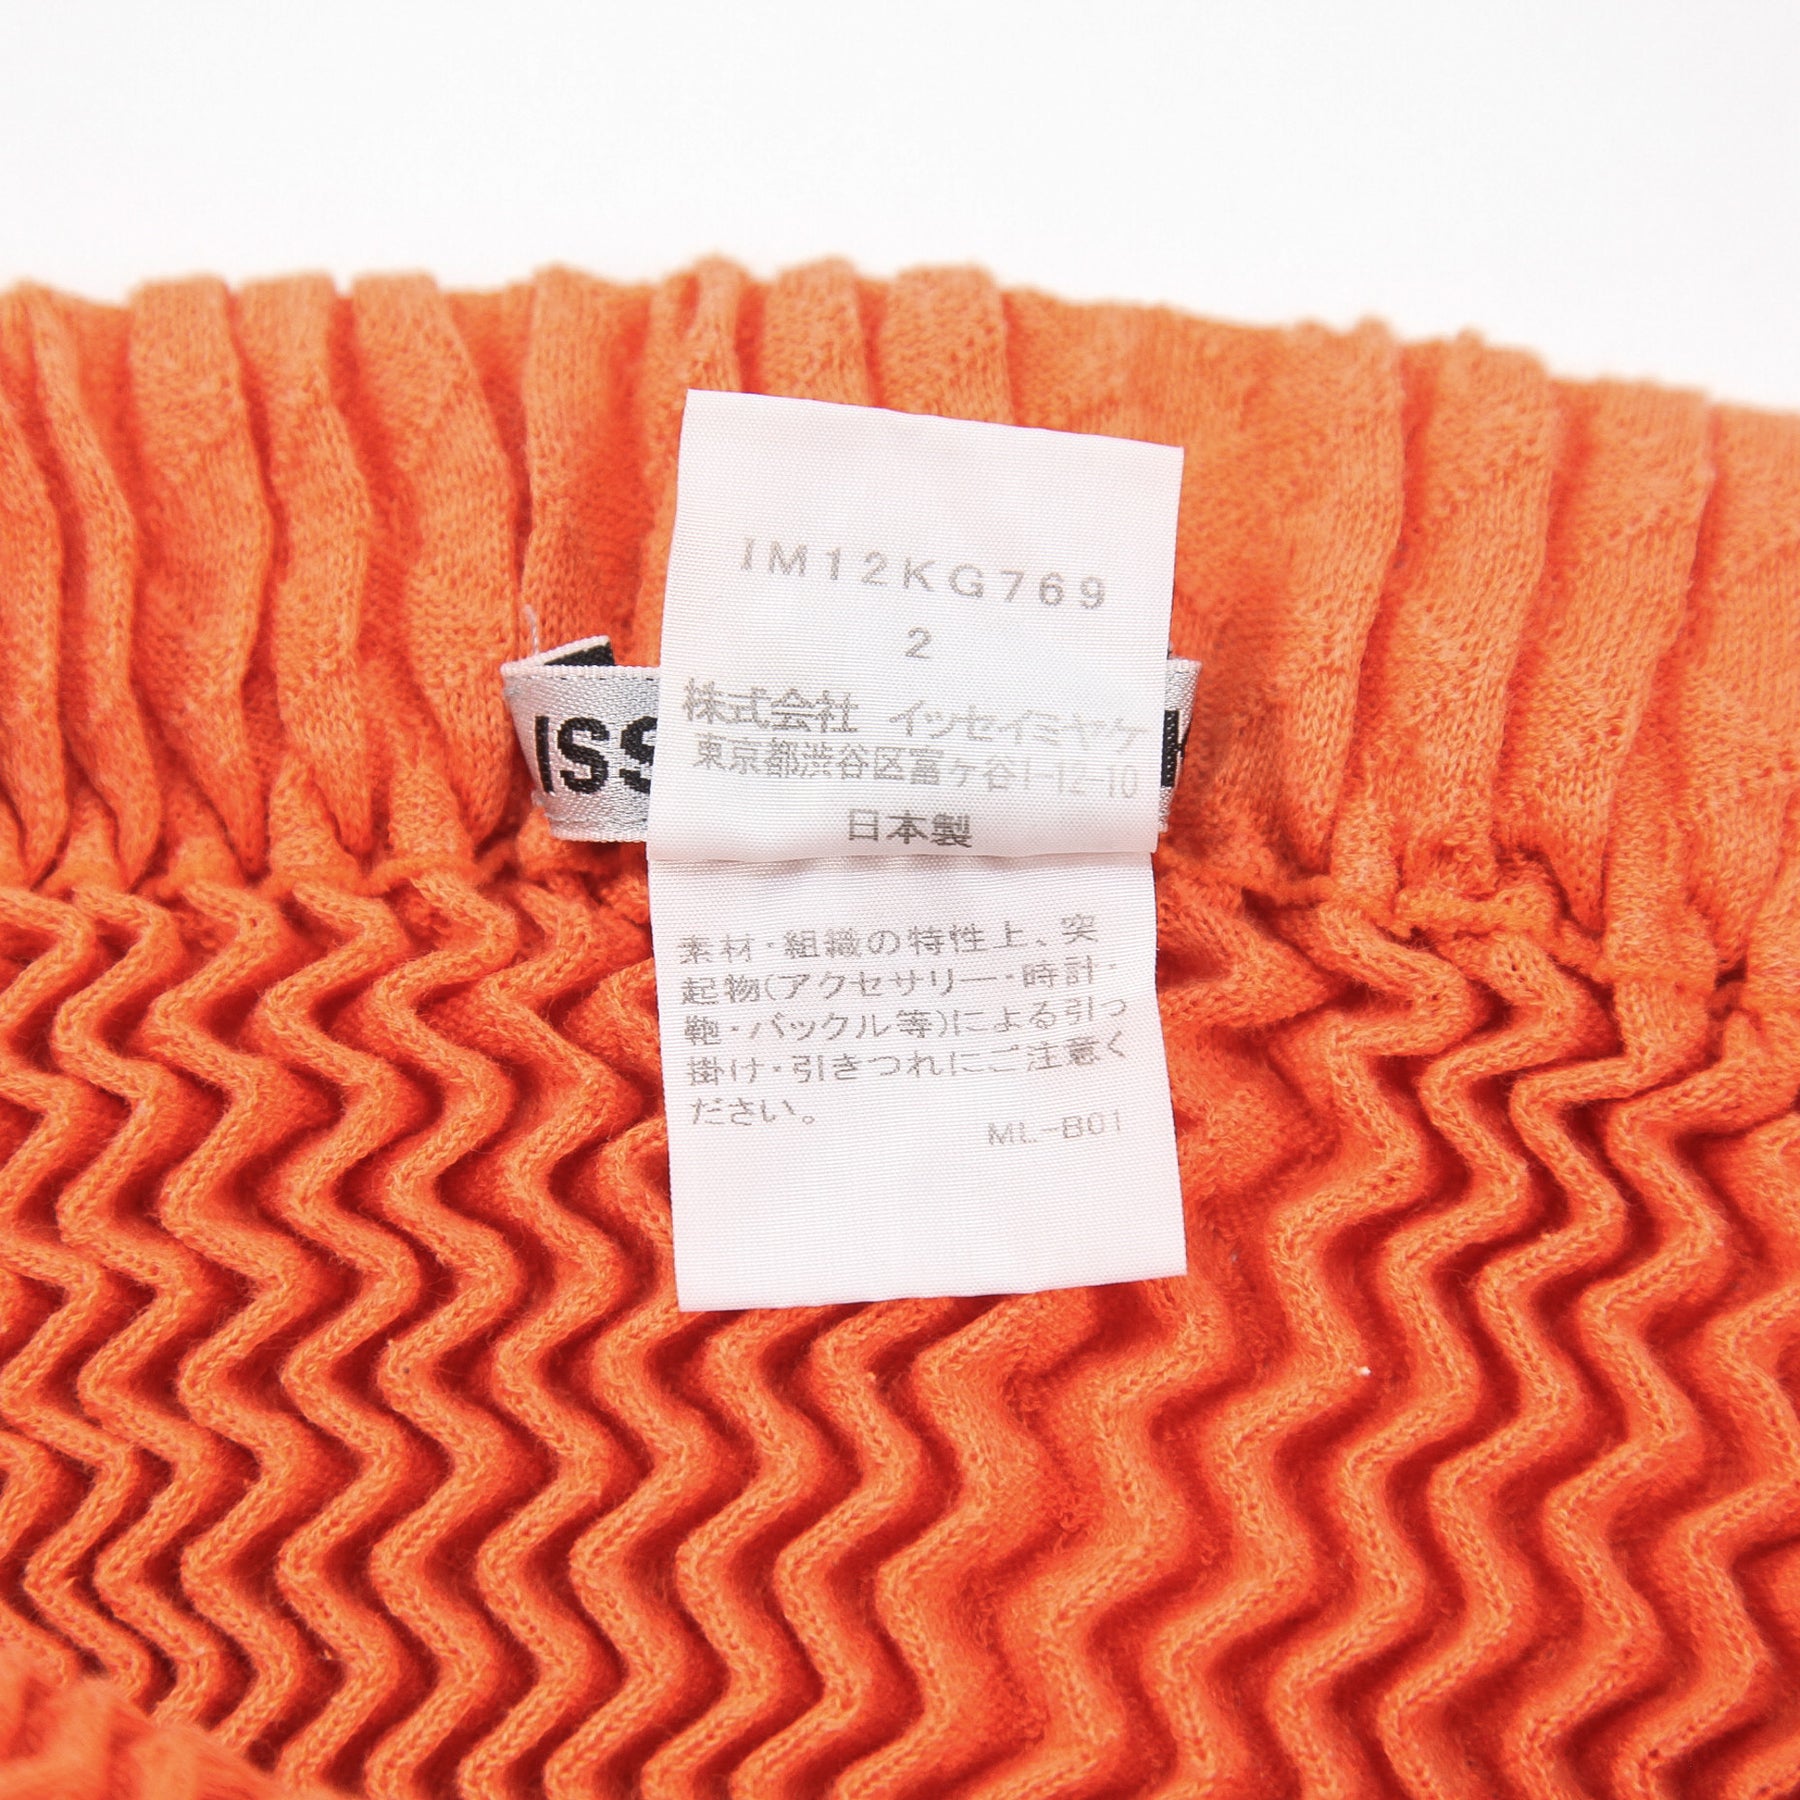 IM12KG769
2
株式会社 イッセイミヤケ
ISS K
東京都渋谷区富ヶ谷1-12-10
日本製
素材・組織の特性上、突
起物(アクセサリー・時計・
鞄・バックル等)による引っ
掛け・引きつれにご注意く
ださい。
ML-B01